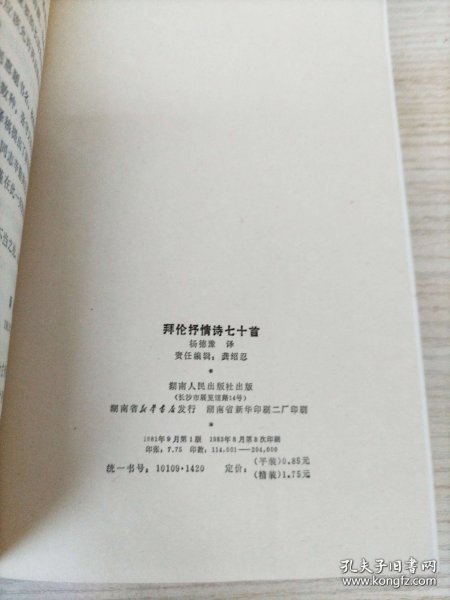 拜伦抒情诗七十首
杨德豫 译
责任编辑：龚绍忍
*
湖南人民出版社出版
（长沙市展览馆路14号）
湖南省新华书店发行 湖南省新华印刷二厂印刷
*
1981年9月第1版 1983年8月第8次印刷
印张：7.75 印数：114,001—204,000
统一书号：10109·1420 定价：（平装）0.85元
（精装）1.75元
孔夫子旧书网
www.kongfz.com